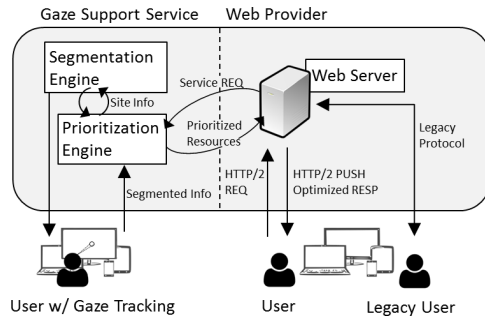 Gaze Support Service
Web Provider
Segmentation
Engine
Site Info
Prioritization
Engine
Service REQ
Prioritized
Resources
Web Server
Legacy
Protocol
Segmented Info
HTTP/2
REQ
HTTP/2 PUSH
Optimized RESP
User w/ Gaze Tracking
User
Legacy User